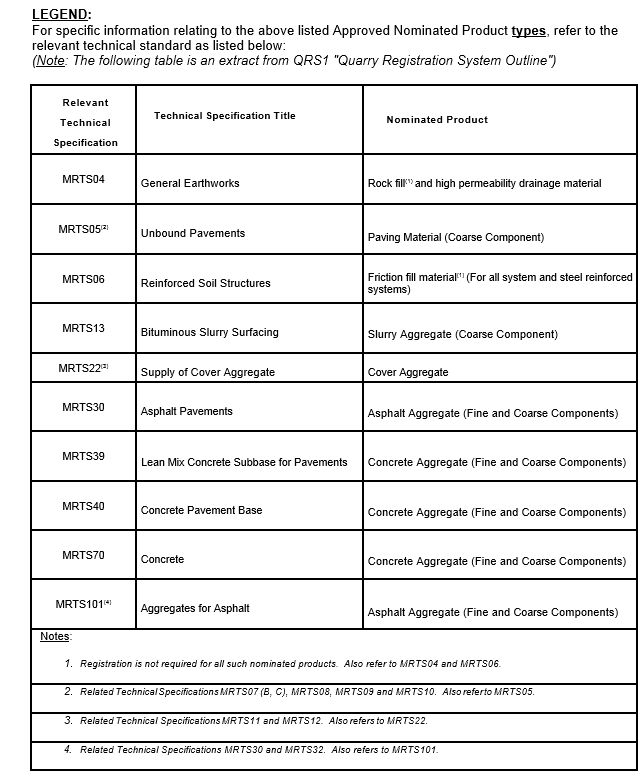 LEGEND:
For specific information relating to the above listed Approved Nominated Product types, refer to the
relevant technical standard as listed below:
(Note: The following table is an extract from QRS1 "Quarry Registration System Outline")
Relevant
Technical
Specification
Technical Specification Title
Nominated Product
MRTS04
General Earthworks
Rock fill(1) and high permeability drainage material
MRTS05(2)
Unbound Pavements
Paving Material (Coarse Component)
MRTS06
Reinforced Soil Structures
Friction fill material(1) (For all system and steel reinforced
systems)
MRTS13
Bituminous Slurry Surfacing
Slurry Aggregate (Coarse Component)
MRTS22(3)
Supply of Cover Aggregate
Cover Aggregate
MRTS30
Asphalt Pavements
Asphalt Aggregate (Fine and Coarse Components)
MRTS39
Lean Mix Concrete Subbase for Pavements
Concrete Aggregate (Fine and Coarse Components)
MRTS40
Concrete Pavement Base
Concrete Aggregate (Fine and Coarse Components)
MRTS70
Concrete
Concrete Aggregate (Fine and Coarse Components)
MRTS101(4)
Aggregates for Asphalt
Asphalt Aggregate (Fine and Coarse Components)
Notes:
1. Registration is not required for all such nominated products. Also refer to MRTS04 and MRTS06.
2. Related Technical Specifications MRTS07 (B, C), MRTS08, MRTS09 and MRTS10. Also refer to MRTS05.
3. Related Technical Specifications MRTS11 and MRTS12. Also refers to MRTS22.
4. Related Technical Specifications MRTS30 and MRTS32. Also refers to MRTS101.